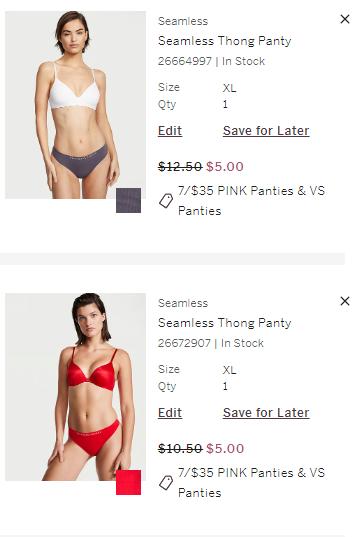 Seamless
Seamless Thong Panty
26664997 | In Stock
Size XL
Qty 1
Edit Save for Later
$12.50 $5.00
7/$35 PINK Panties & VS
Panties
Seamless
Seamless Thong Panty
26672907 | In Stock
Size XL
Qty 1
Edit Save for Later
$10.50 $5.00
7/$35 PINK Panties & VS
Panties